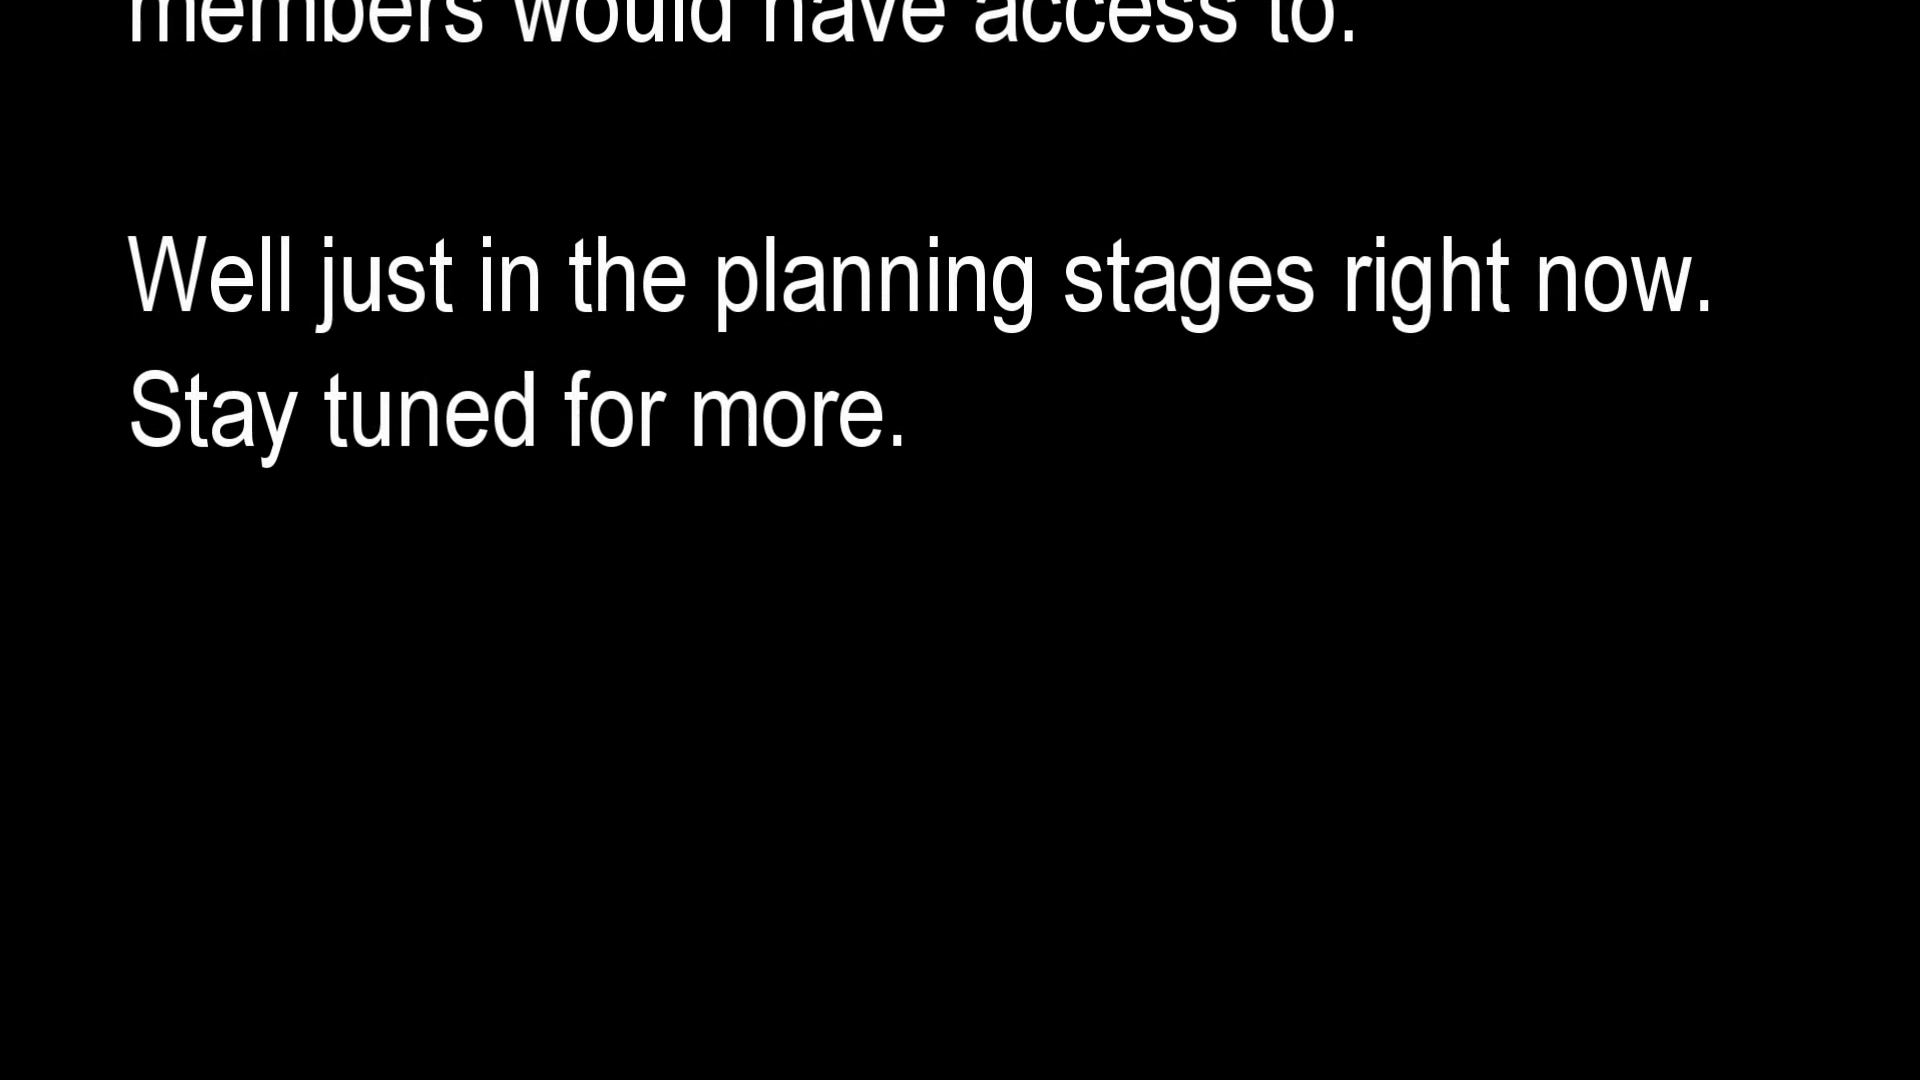 members would have access to.
Well just in the planning stages right now.
Stay tuned for more.